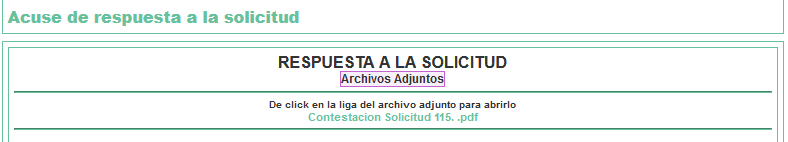 Acuse de respuesta a la solicitud
RESPUESTA A LA SOLICITUD
Archivos Adjuntos
De click en la liga del archivo adjunto para abrirlo
Contestacion Solicitud 115. .pdf